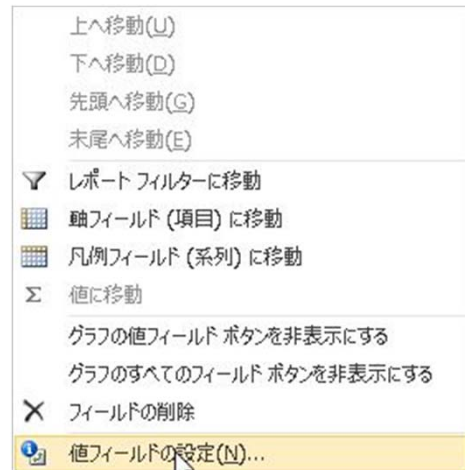 上へ移動(U)
下へ移動(D)
先頭へ移動(G)
末尾へ移動(E)
レポート フィルターに移動
軸フィールド (項目) に移動
凡例フィールド (系列) に移動
Σ 値に移動
グラフの値フィールド ボタンを非表示にする
グラフのすべてのフィールド ボタンを非表示にする
フィールドの削除
値フィールドの設定(N)...